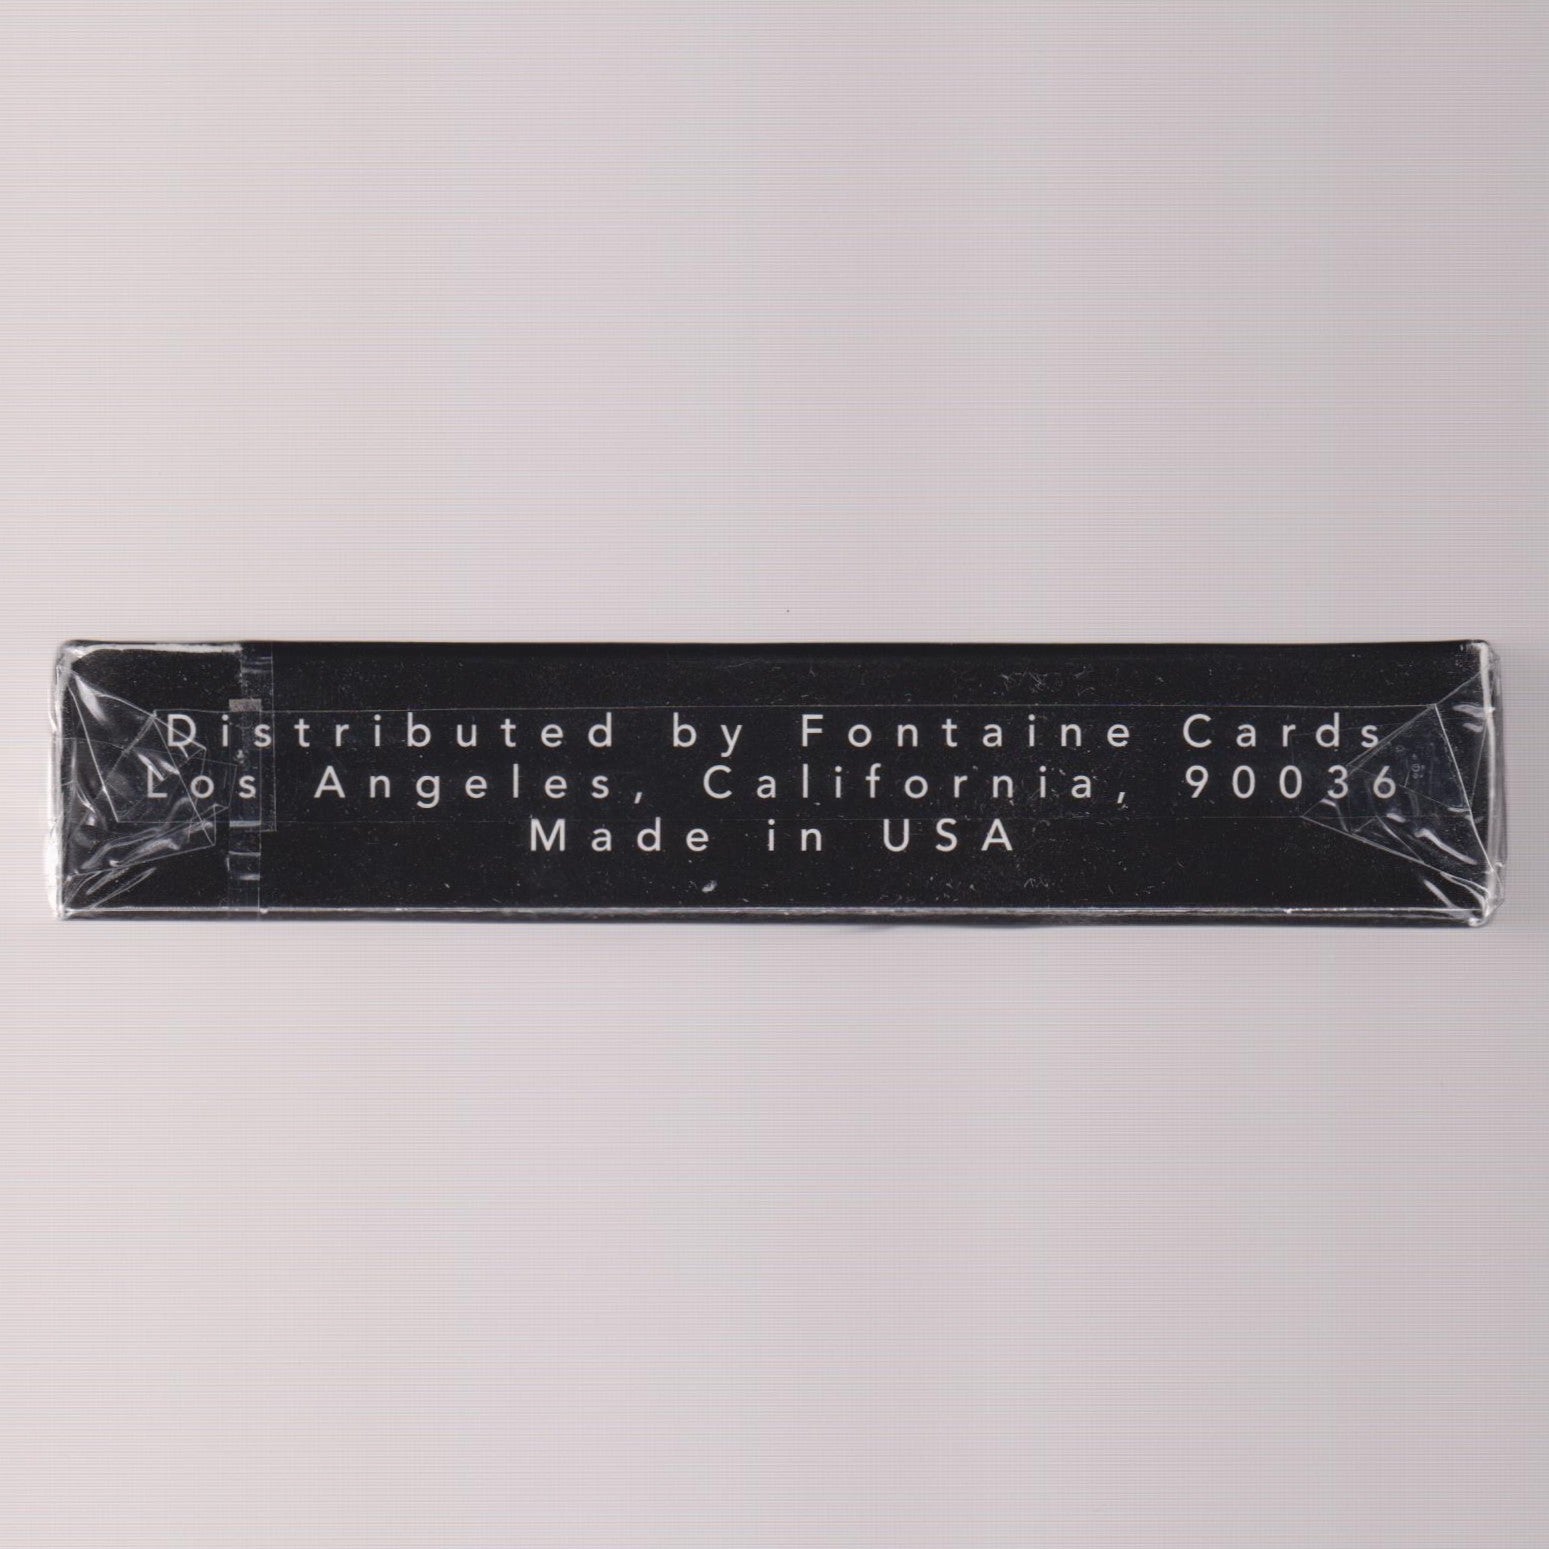 Distributed by Fontaine Cards
Los Angeles, California, 90036
Made in USA